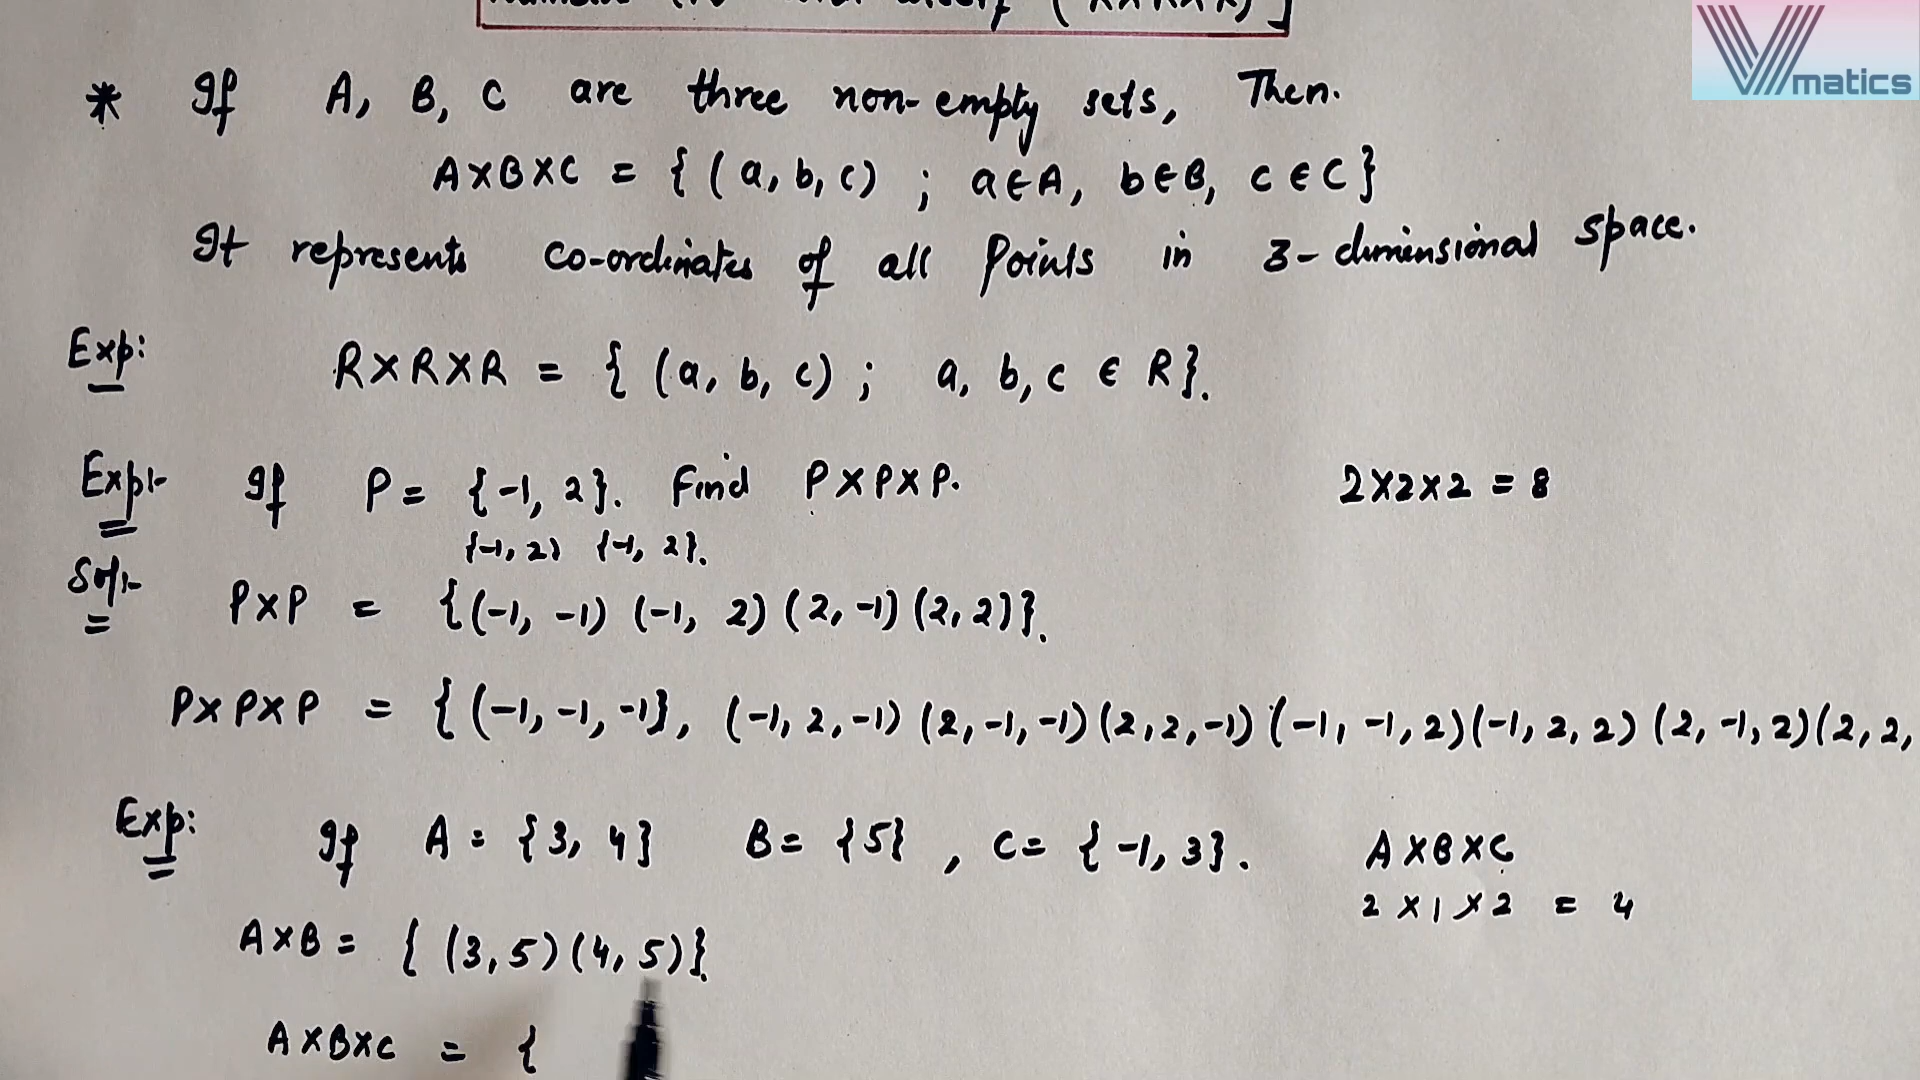 * If A, B, C are three non-empty sets, Then.
Vmatics
A×B×C = { (a, b, c) ; a∈A, b∈B, c∈C}
It represents co-ordinates of all Points in 3-dimensional space.
Exp: R×R×R = { (a, b, c) ; a, b, c ∈ R}.
Exp:- If P = {-1, 2}. Find P×P×P. 2×2×2 = 8
{-1, 2} {-1, 2}.
Sol:- P×P = {(-1, -1) (-1, 2) (2, -1) (2, 2)}.
P×P×P = { (-1, -1, -1}, (-1, 2, -1) (2, -1, -1) (2, 2, -1) (-1, -1, 2) (-1, 2, 2) (2, -1, 2) (2, 2,
Exp: If A = {3, 4} B = {5} , C = { -1, 3}. A×B×C
2 × 1 × 2 = 4
A×B = { (3, 5) (4, 5)}.
A×B×C = {